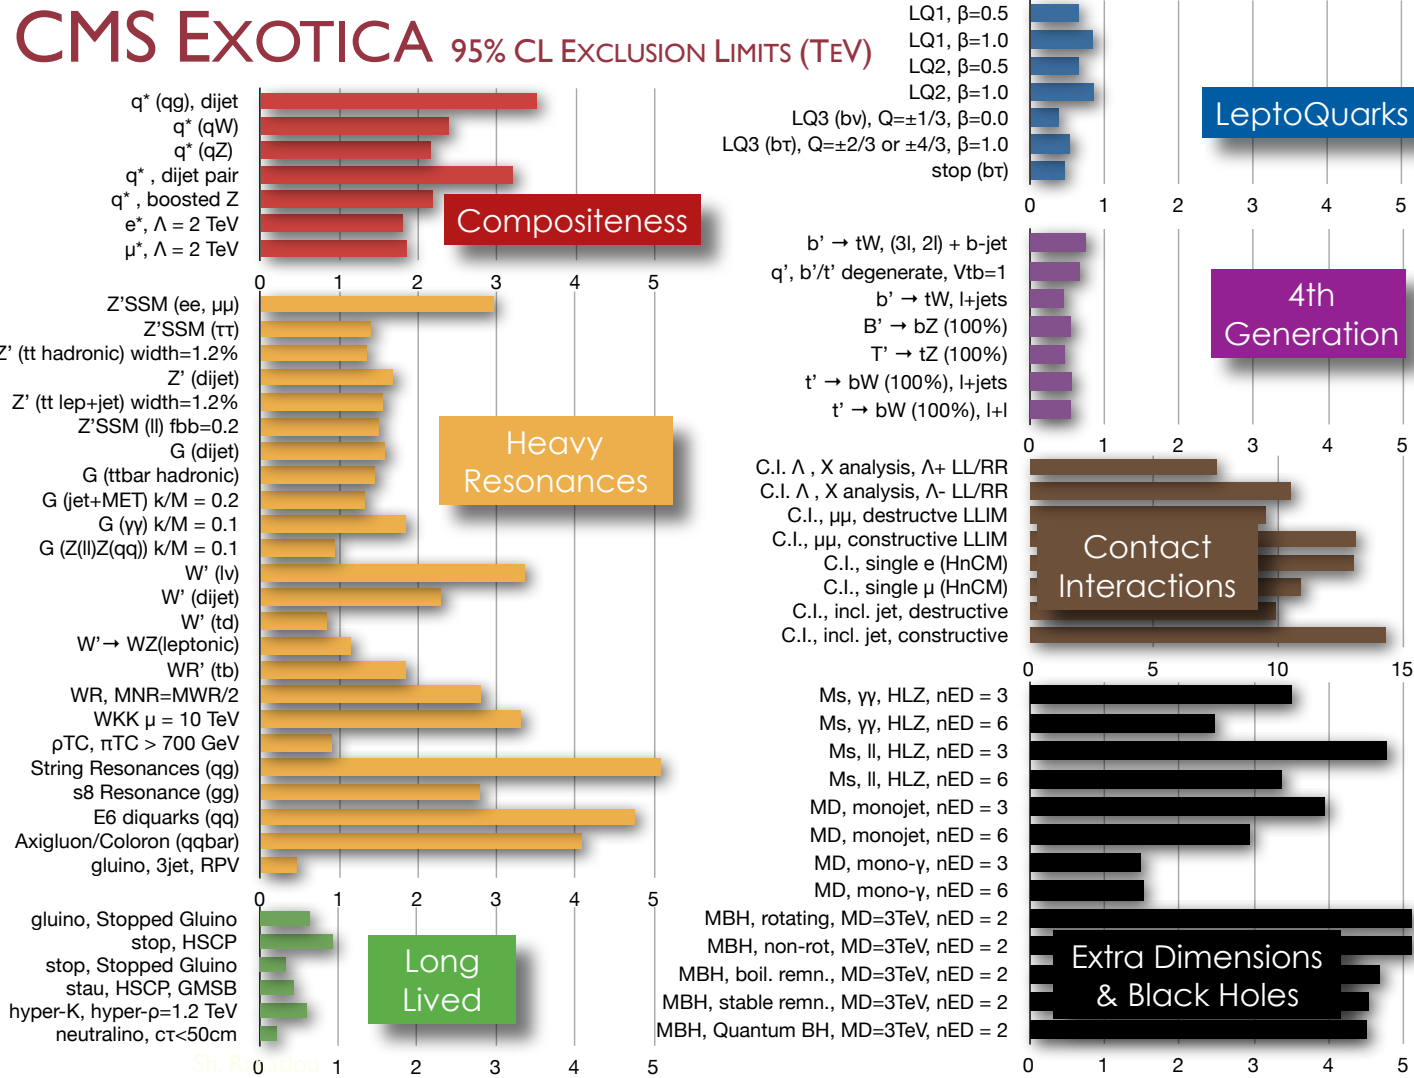 CMS EXOTICA 95% CL EXCLUSION LIMITS (TEV)
q* (qg), dijet
q* (qW)
q* (qZ)
q* , dijet pair
q* , boosted Z
e*, Λ = 2 TeV
μ*, Λ = 2 TeV
Compositeness
0 1 2 3 4 5
Z’SSM (ee, μμ)
Z’SSM (ττ)
Z’ (tt hadronic) width=1.2%
Z’ (dijet)
Z’ (tt lep+jet) width=1.2%
Z’SSM (ll) fbb=0.2
G (dijet)
G (ttbar hadronic)
G (jet+MET) k/M = 0.2
G (γγ) k/M = 0.1
G (Z(ll)Z(qq)) k/M = 0.1
W’ (lν)
W’ (dijet)
W’ (td)
W’→ WZ(leptonic)
WR’ (tb)
WR, MNR=MWR/2
WKK μ = 10 TeV
ρTC, πTC > 700 GeV
String Resonances (qg)
s8 Resonance (gg)
E6 diquarks (qq)
Axigluon/Coloron (qqbar)
gluino, 3jet, RPV
Heavy
Resonances
0 1 2 3 4 5
gluino, Stopped Gluino
stop, HSCP
stop, Stopped Gluino
stau, HSCP, GMSB
hyper-K, hyper-ρ=1.2 TeV
neutralino, cτ<50cm
Long
Lived
0 1 2 3 4 5
LQ1, β=0.5
LQ1, β=1.0
LQ2, β=0.5
LQ2, β=1.0
LQ3 (bν), Q=±1/3, β=0.0
LQ3 (bτ), Q=±2/3 or ±4/3, β=1.0
stop (bτ)
LeptoQuarks
0 1 2 3 4 5
b’ → tW, (3l, 2l) + b-jet
q’, b’/t’ degenerate, Vtb=1
b’ → tW, l+jets
B’ → bZ (100%)
T’ → tZ (100%)
t’ → bW (100%), l+jets
t’ → bW (100%), l+l
4th
Generation
0 1 2 3 4 5
C.I. Λ , X analysis, Λ+ LL/RR
C.I. Λ , X analysis, Λ- LL/RR
C.I., μμ, destructve LLIM
C.I., μμ, constructive LLIM
C.I., single e (HnCM)
C.I., single μ (HnCM)
C.I., incl. jet, destructive
C.I., incl. jet, constructive
Contact
Interactions
0 5 10 15
Ms, γγ, HLZ, nED = 3
Ms, γγ, HLZ, nED = 6
Ms, ll, HLZ, nED = 3
Ms, ll, HLZ, nED = 6
MD, monojet, nED = 3
MD, monojet, nED = 6
MD, mono-γ, nED = 3
MD, mono-γ, nED = 6
MBH, rotating, MD=3TeV, nED = 2
MBH, non-rot, MD=3TeV, nED = 2
MBH, boil. remn., MD=3TeV, nED = 2
MBH, stable remn., MD=3TeV, nED = 2
MBH, Quantum BH, MD=3TeV, nED = 2
Extra Dimensions
& Black Holes
0 1 2 3 4 5